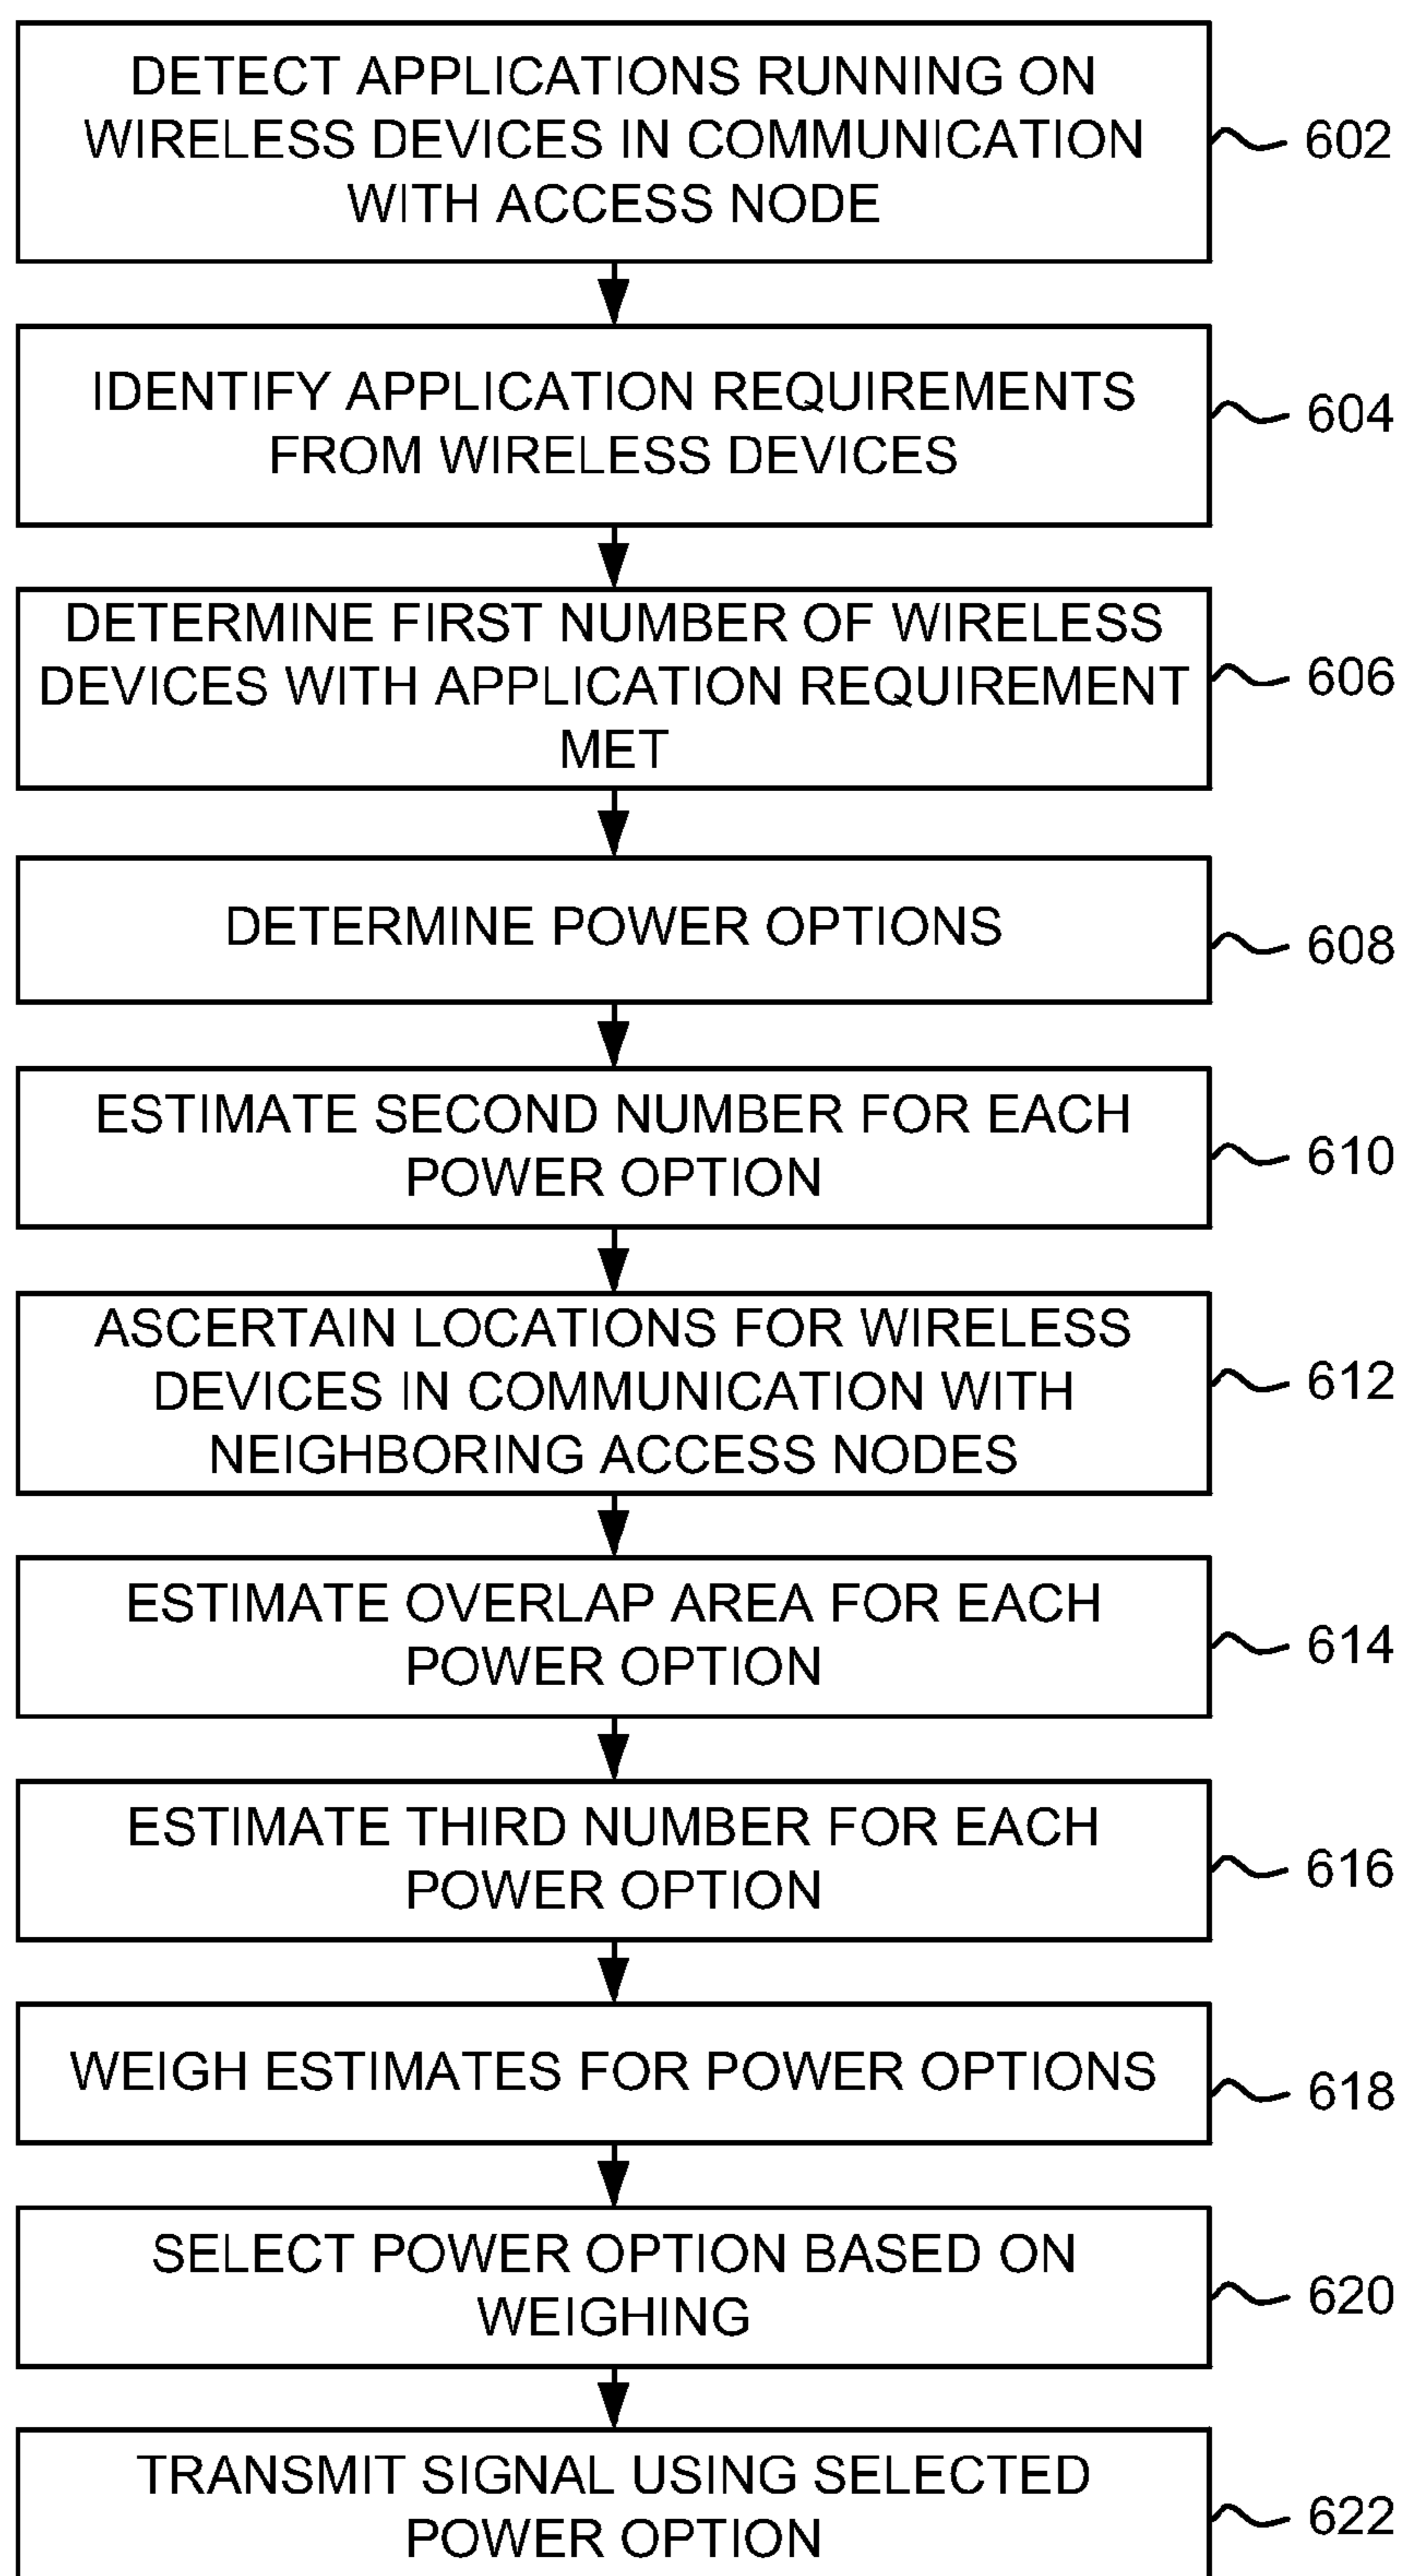 DETECT APPLICATIONS RUNNING ON
WIRELESS DEVICES IN COMMUNICATION
WITH ACCESS NODE
602
IDENTIFY APPLICATION REQUIREMENTS
FROM WIRELESS DEVICES
604
DETERMINE FIRST NUMBER OF WIRELESS
DEVICES WITH APPLICATION REQUIREMENT
MET
606
DETERMINE POWER OPTIONS
608
ESTIMATE SECOND NUMBER FOR EACH
POWER OPTION
610
ASCERTAIN LOCATIONS FOR WIRELESS
DEVICES IN COMMUNICATION WITH
NEIGHBORING ACCESS NODES
612
ESTIMATE OVERLAP AREA FOR EACH
POWER OPTION
614
ESTIMATE THIRD NUMBER FOR EACH
POWER OPTION
616
WEIGH ESTIMATES FOR POWER OPTIONS
618
SELECT POWER OPTION BASED ON
WEIGHING
620
TRANSMIT SIGNAL USING SELECTED
POWER OPTION
622